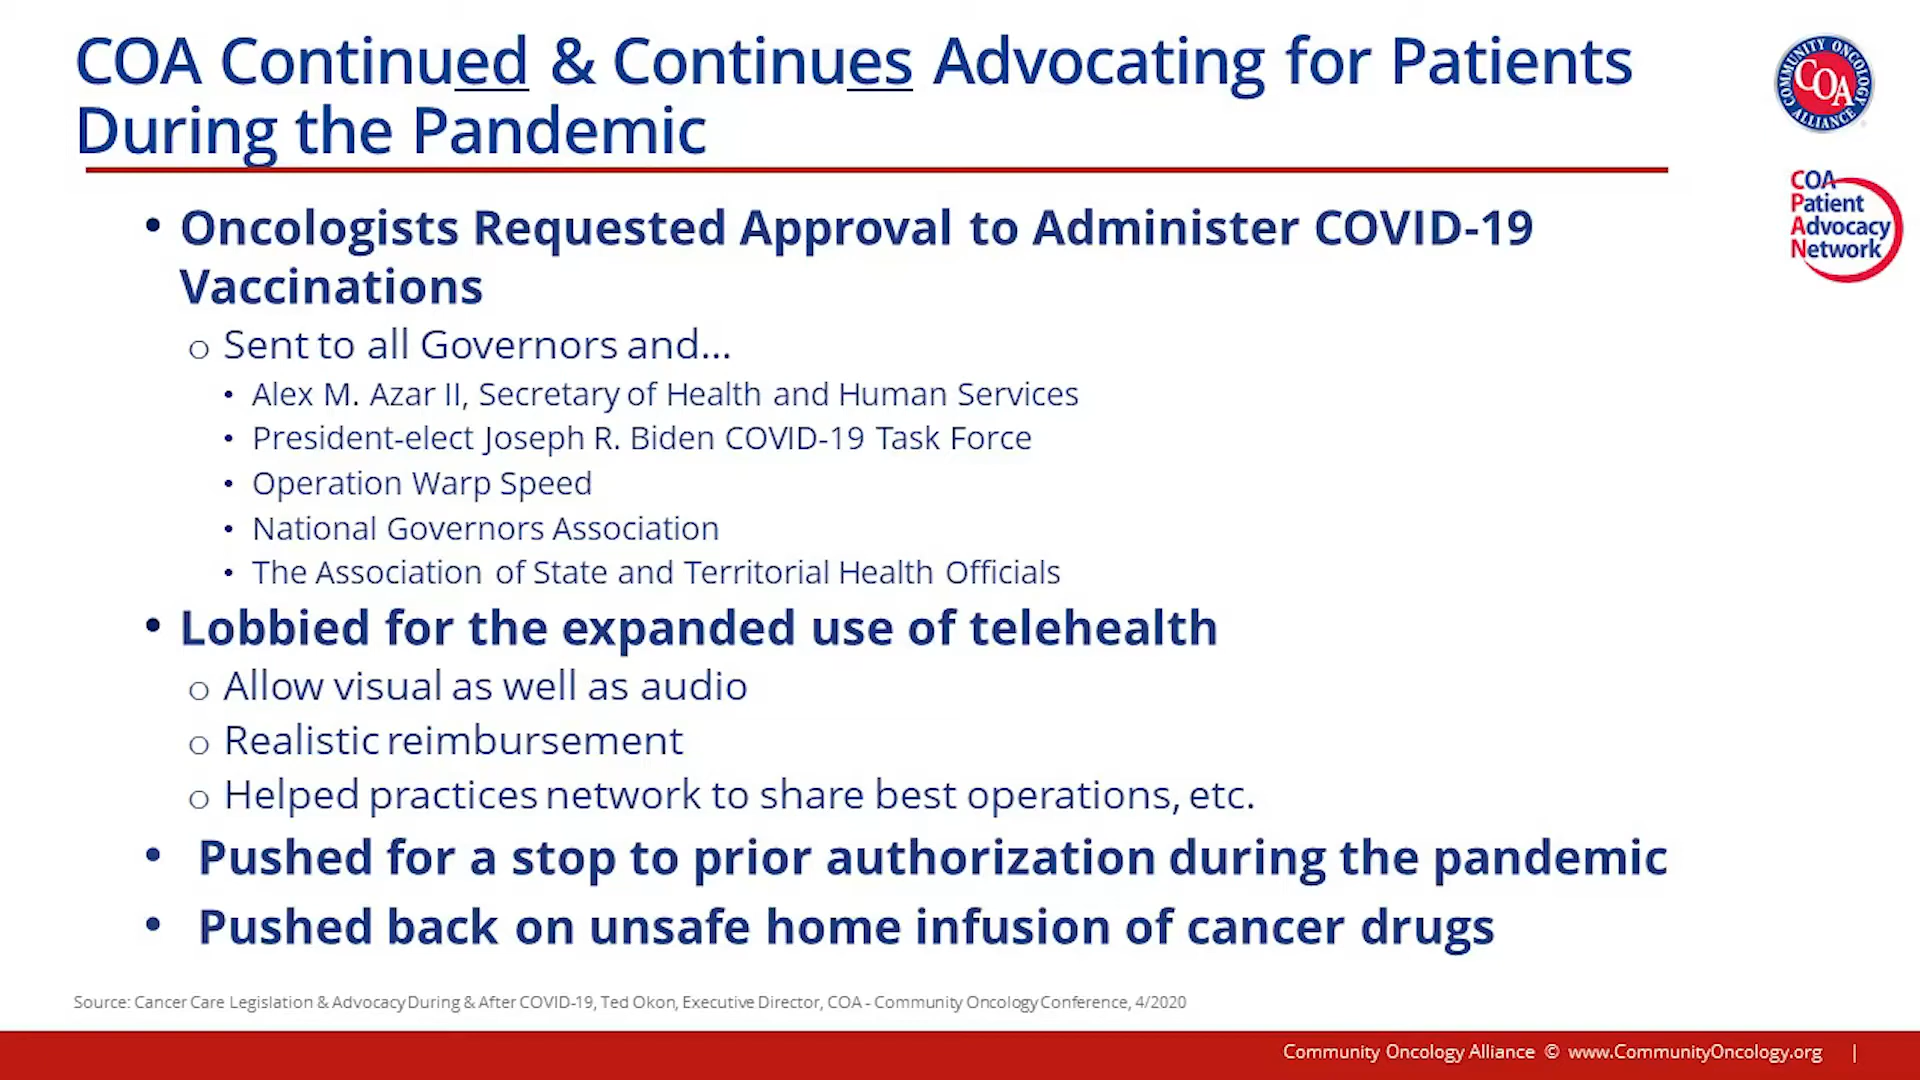 COA Continued & Continues Advocating for Patients
During the Pandemic
COMMUNITY ONCOLOGY
COA
ALLIANCE
COA
Patient
Advocacy
Network
• Oncologists Requested Approval to Administer COVID-19
Vaccinations
o Sent to all Governors and...
• Alex M. Azar II, Secretary of Health and Human Services
• President-elect Joseph R. Biden COVID-19 Task Force
• Operation Warp Speed
• National Governors Association
• The Association of State and Territorial Health Officials
• Lobbied for the expanded use of telehealth
o Allow visual as well as audio
o Realistic reimbursement
o Helped practices network to share best operations, etc.
• Pushed for a stop to prior authorization during the pandemic
• Pushed back on unsafe home infusion of cancer drugs
Source: Cancer Care Legislation & Advocacy During & After COVID-19, Ted Okon, Executive Director, COA - Community Oncology Conference, 4/2020
Community Oncology Alliance © www.CommunityOncology.org |